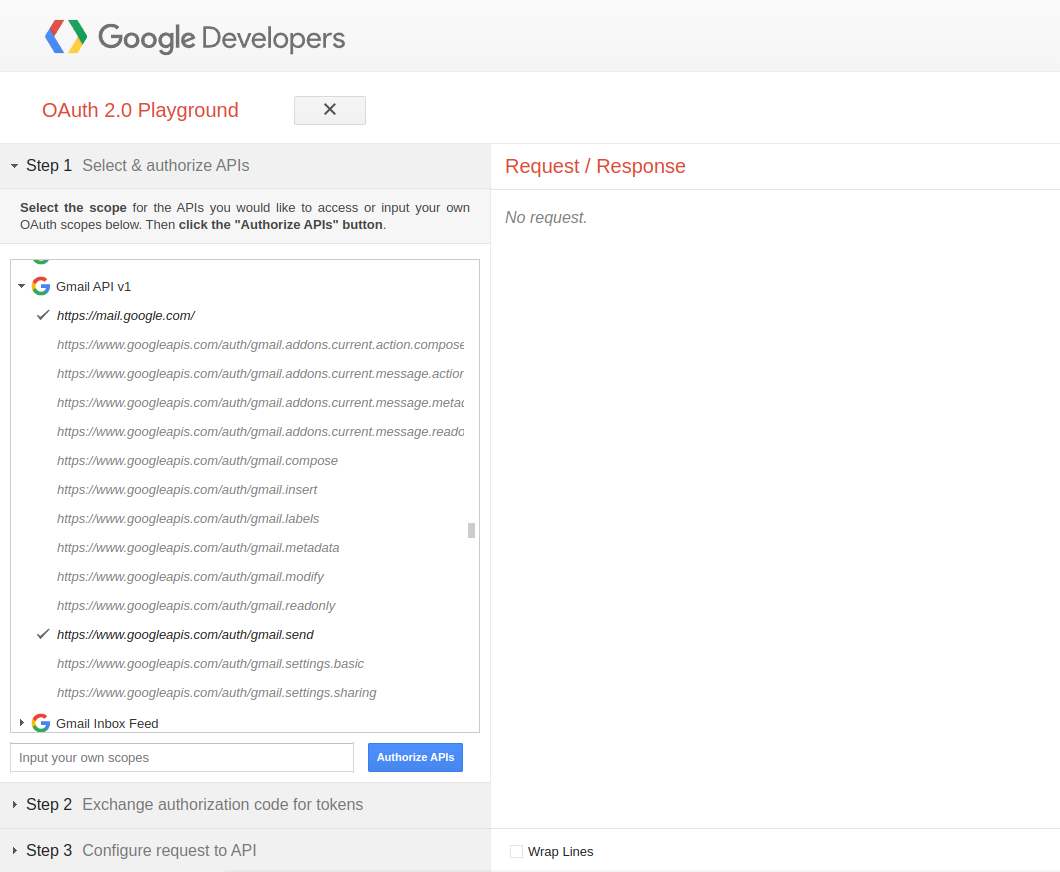 Google Developers
OAuth 2.0 Playground
Step 1 Select & authorize APIs
Select the scope for the APIs you would like to access or input your own
OAuth scopes below. Then click the "Authorize APIs" button.
Gmail API v1
https://mail.google.com/
https://www.googleapis.com/auth/gmail.addons.current.action.compose
https://www.googleapis.com/auth/gmail.addons.current.message.action
https://www.googleapis.com/auth/gmail.addons.current.message.metad
https://www.googleapis.com/auth/gmail.addons.current.message.reado
https://www.googleapis.com/auth/gmail.compose
https://www.googleapis.com/auth/gmail.insert
https://www.googleapis.com/auth/gmail.labels
https://www.googleapis.com/auth/gmail.metadata
https://www.googleapis.com/auth/gmail.modify
https://www.googleapis.com/auth/gmail.readonly
https://www.googleapis.com/auth/gmail.send
https://www.googleapis.com/auth/gmail.settings.basic
https://www.googleapis.com/auth/gmail.settings.sharing
Gmail Inbox Feed
Input your own scopes
Authorize APIs
Step 2 Exchange authorization code for tokens
Step 3 Configure request to API
Request / Response
No request.
Wrap Lines